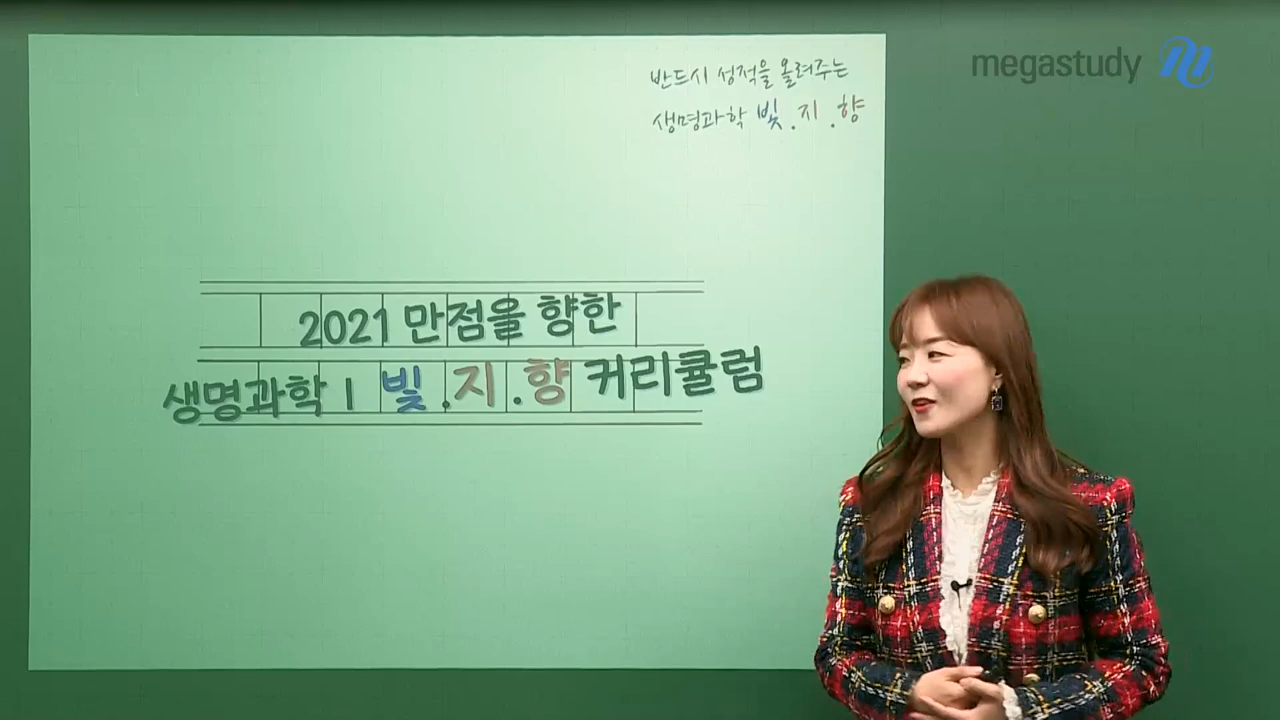 반드시 성적을 올려주는
생명과학 빛.지.향
megastudy
2021 만점을 향한
생명과학 I 빛.지.향 커리큘럼